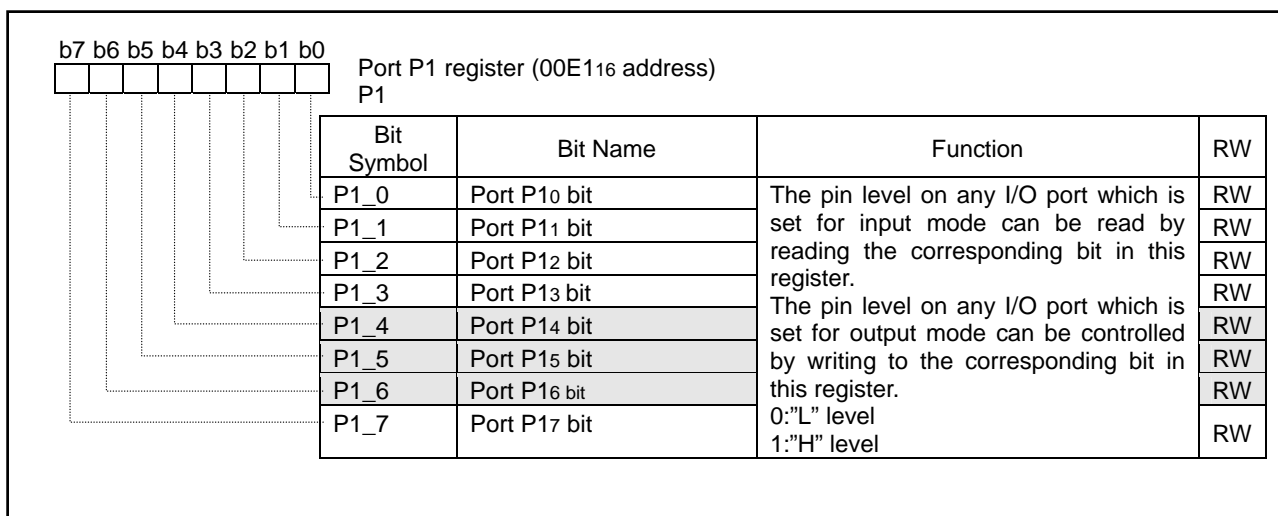 b7 b6 b5 b4 b3 b2 b1 b0
Port P1 register (00E116 address)
P1
Bit Symbol Bit Name Function RW
P1_0 Port P10 bit RW
P1_1 Port P11 bit RW
P1_2 Port P12 bit RW
P1_3 Port P13 bit RW
P1_4 Port P14 bit RW
P1_5 Port P15 bit RW
P1_6 Port P16 bit RW
P1_7 Port P17 bit RW
The pin level on any I/O port which is
set for input mode can be read by
reading the corresponding bit in this
register.
The pin level on any I/O port which is
set for output mode can be controlled
by writing to the corresponding bit in
this register.
0:”L” level
1:”H” level